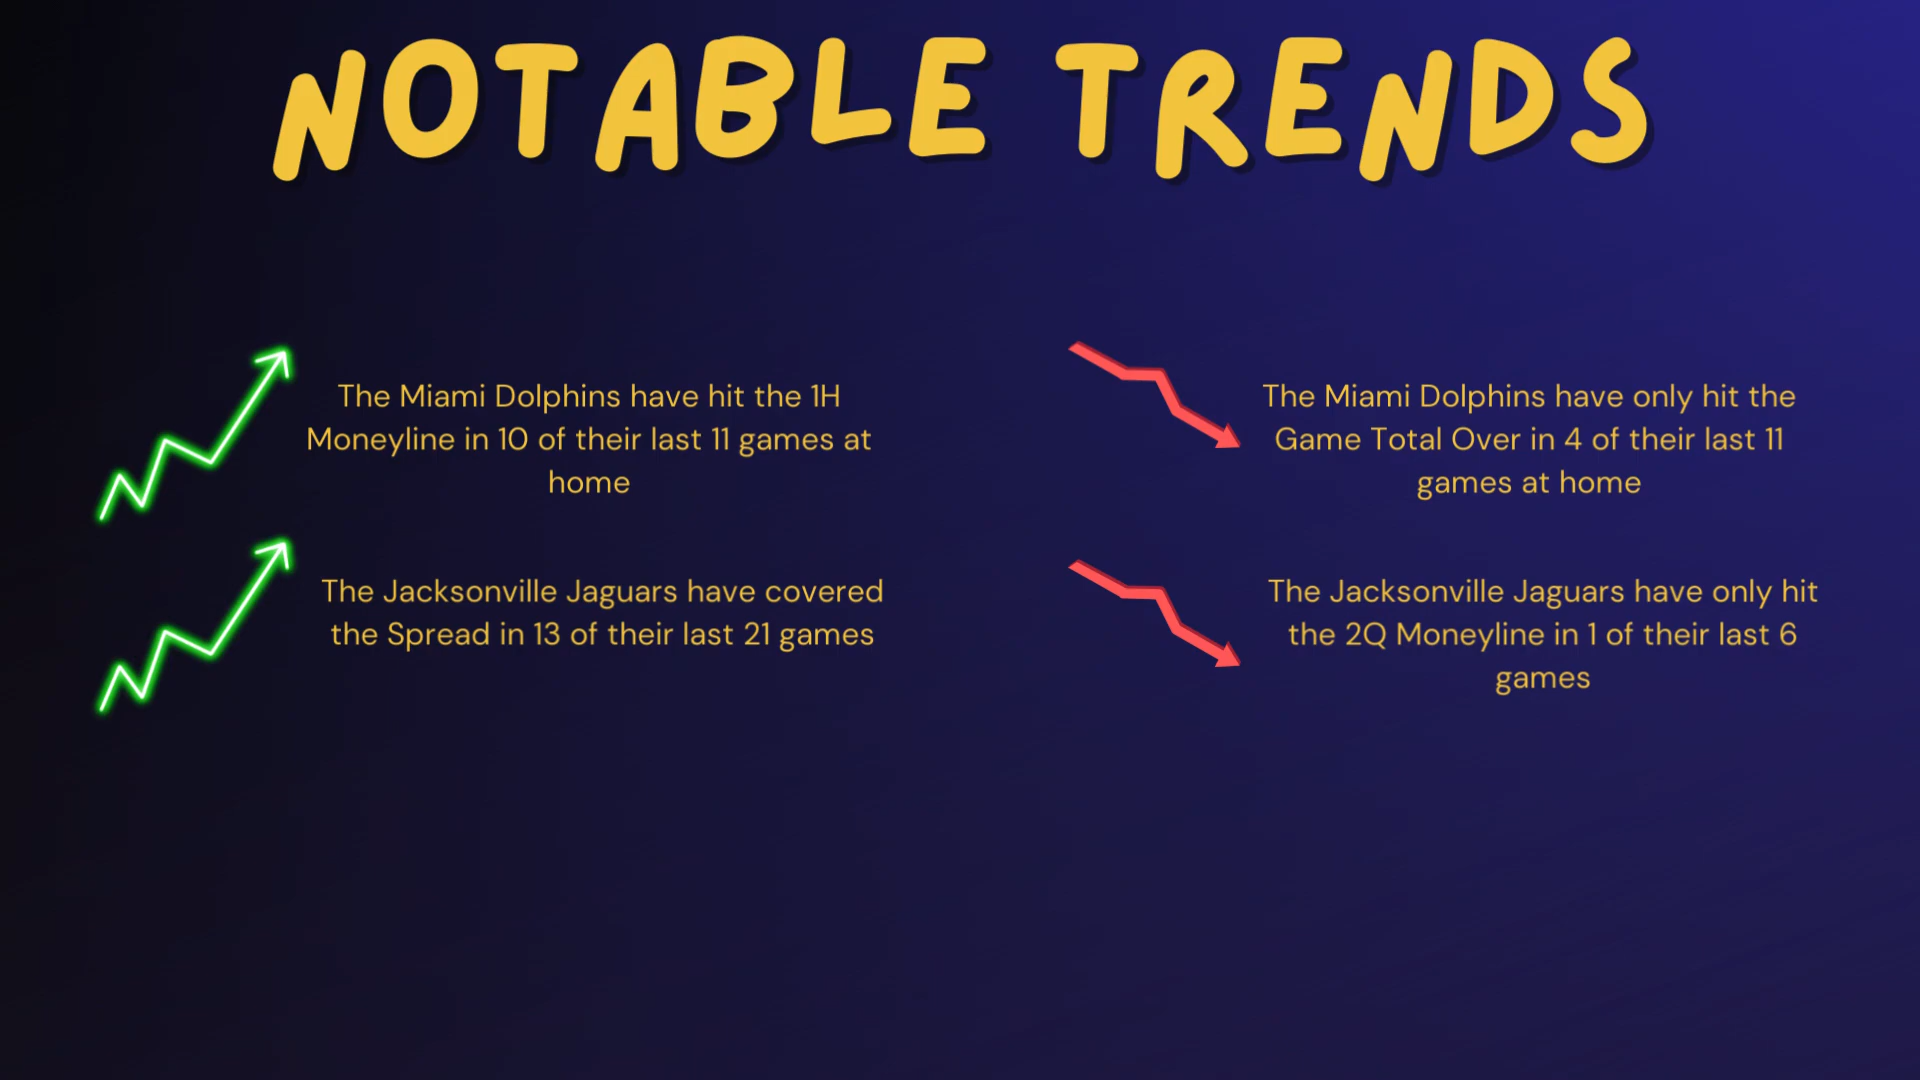 NOTABLE TRENDS
The Miami Dolphins have hit the 1H
Moneyline in 10 of their last 11 games at
home
The Jacksonville Jaguars have covered
the Spread in 13 of their last 21 games
The Miami Dolphins have only hit the
Game Total Over in 4 of their last 11
games at home
The Jacksonville Jaguars have only hit
the 2Q Moneyline in 1 of their last 6
games